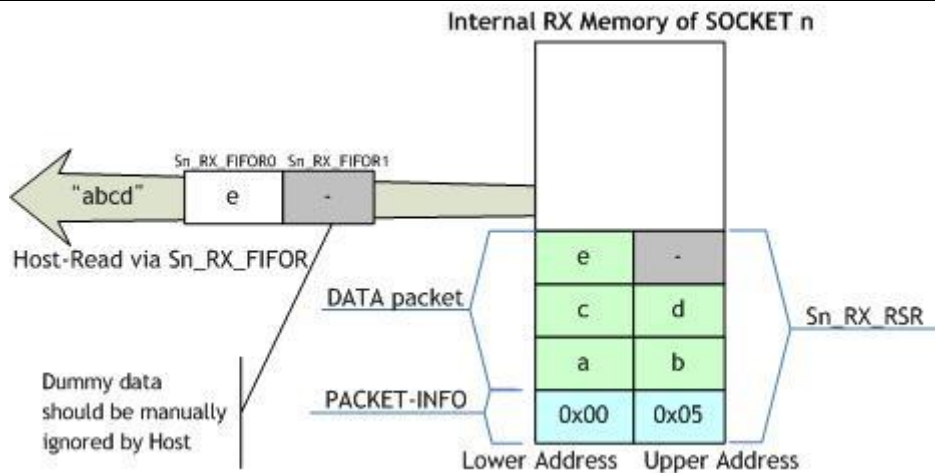 Internal RX Memory of SOCKET n
Sn_RX_FIFOR0 Sn_RX_FIFOR1
"abcd" e -
Host-Read via Sn_RX_FIFOR
e -
DATA packet
c d
Sn_RX_RSR
a b
Dummy data
should be manually
ignored by Host
PACKET-INFO
0x00 0x05
Lower Address Upper Address